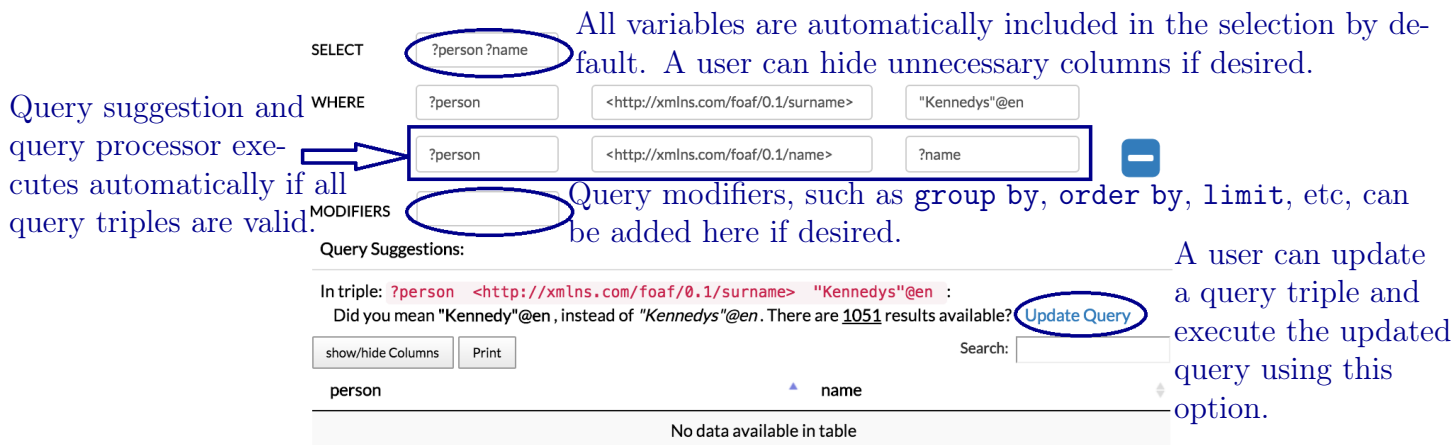 All variables are automatically included in the selection by de-
fault. A user can hide unnecessary columns if desired.
SELECT ?person ?name
Query suggestion and
query processor exe-
cutes automatically if all
query triples are valid.
WHERE ?person <http://xmlns.com/foaf/0.1/surname> "Kennedys"@en
?person <http://xmlns.com/foaf/0.1/name> ?name
MODIFIERS
Query modifiers, such as group by, order by, limit, etc, can
be added here if desired.
Query Suggestions:
In triple: ?person <http://xmlns.com/foaf/0.1/surname> "Kennedys"@en :
Did you mean "Kennedy"@en , instead of "Kennedys"@en . There are 1051 results available? Update Query
A user can update
a query triple and
execute the updated
query using this
option.
show/hide Columns Print Search:
person name
No data available in table